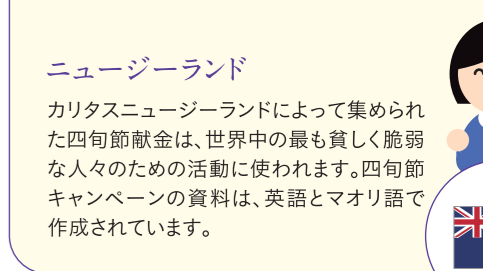 ニュージーランド
カリタスニュージーランドによって集められ
た四旬節献金は、世界中の最も貧しく脆弱
な人々のための活動に使われます。四旬節
キャンペーンの資料は、英語とマオリ語で
作成されています。